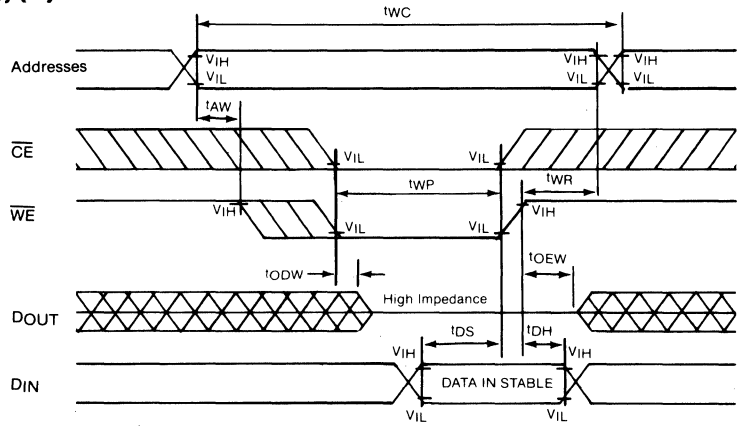 tWC
Addresses
VIH
VIL
VIH
VIL
VIH
VIL
tAW
CE
VIL
VIL
tWP
tWR
WE
VIH
VIL
VIL
VIH
tODW
tOEW
DOUT
High Impedance
tDS
tDH
DIN
VIH
DATA IN STABLE
VIH
VIL
VIL